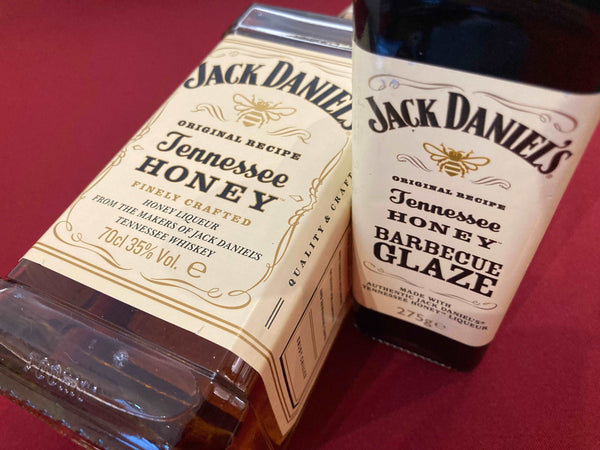 JACK DANIEL'S
ORIGINAL RECIPE
Tennessee
HONEY
FINELY CRAFTED
HONEY LIQUEUR
FROM THE MAKERS OF JACK DANIEL'S
TENNESSEE WHISKEY
70cl 35% Vol. ℮
QUALITY & CRAFT
JACK DANIEL'S
ORIGINAL RECIPE
Tennessee
HONEY™
BARBECUE
GLAZE
MADE WITH
AUTHENTIC JACK DANIEL'S®
TENNESSEE HONEY™ LIQUEUR
275g℮